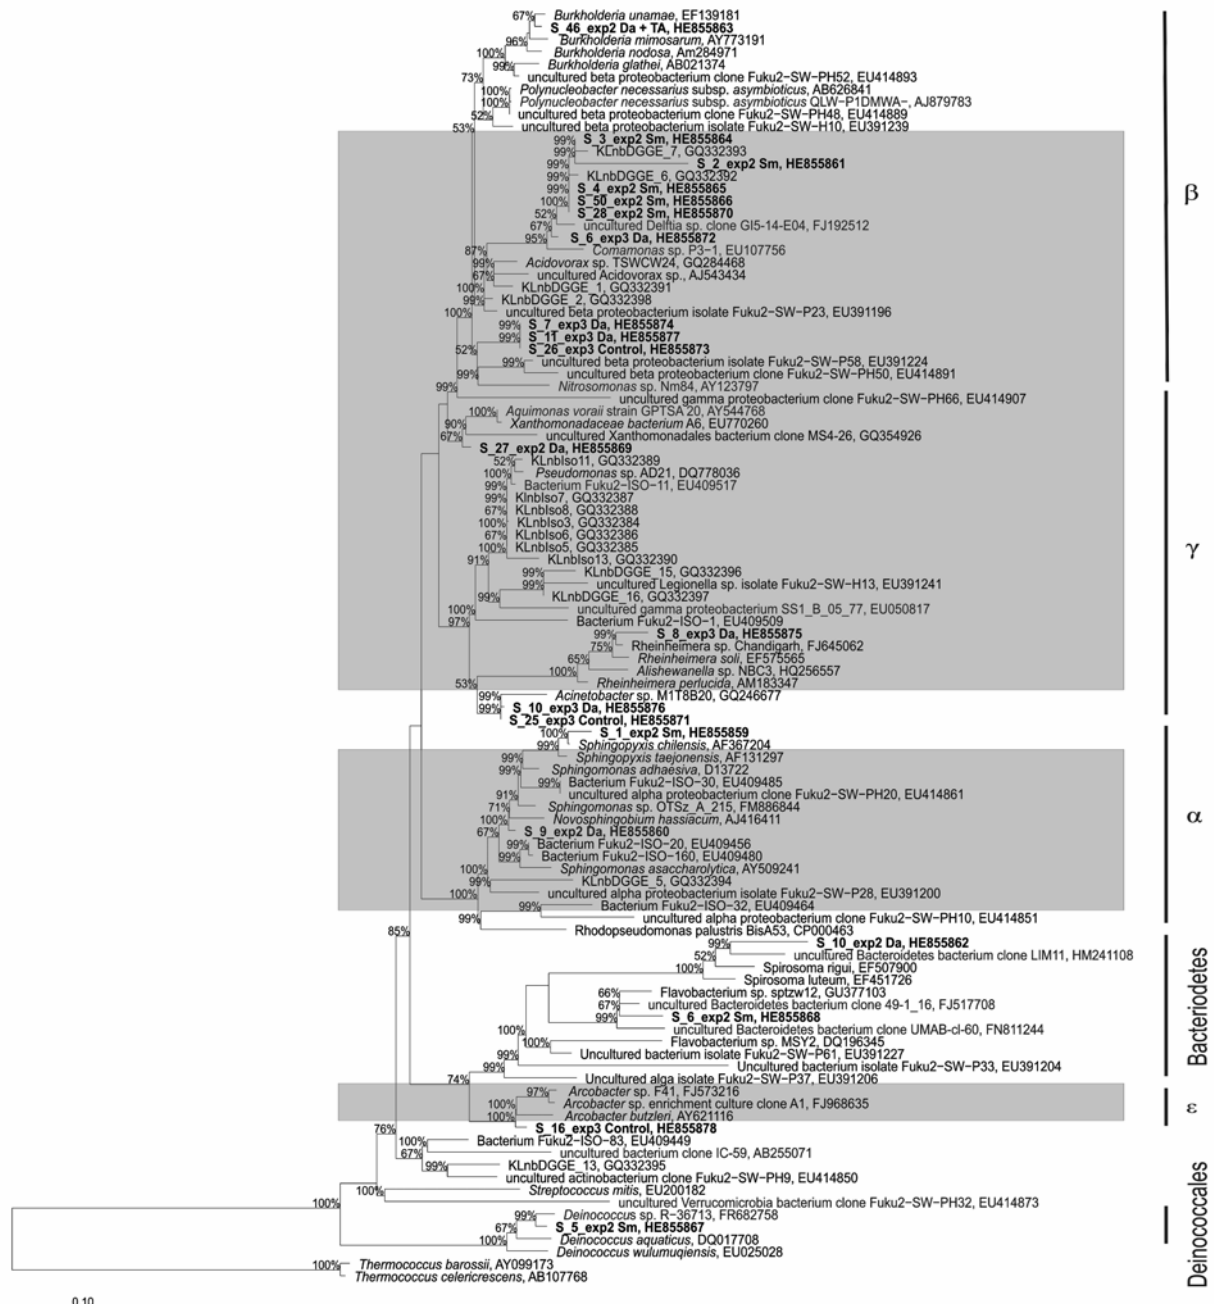 67% Burkholderia unamae, EF139181
S_46_exp2 Da + TA, HE855863
96% Burkholderia mimosarum, AY773191
100% Burkholderia nodosa, Am284971
99% Burkholderia glathei, AB021374
73% uncultured beta proteobacterium clone Fuku2-SW-PH52, EU414893
100% Polynucleobacter necessarius subsp. asymbioticus, AB626841
100% Polynucleobacter necessarius subsp. asymbioticus QLW-P1DMWA-, AJ879783
52% uncultured beta proteobacterium clone Fuku2-SW-PH48, EU414889
53% uncultured beta proteobacterium isolate Fuku2-SW-H10, EU391239
99% S_3_exp2 Sm, HE855864
99% KLnbDGGE_7, GQ332393
99% S_2_exp2 Sm, HE855861
KLnbDGGE_6, GQ332392
99% S_4_exp2 Sm, HE855865
100% S_50_exp2 Sm, HE855866
52% S_28_exp2 Sm, HE855870
67% uncultured Delftia sp. clone GI5-14-E04, FJ192512
95% S_6_exp3 Da, HE855872
87% Comamonas sp. P3-1, EU107756
99% Acidovorax sp. TSWCW24, GQ284468
67% uncultured Acidovorax sp., AJ543434
100% KLnbDGGE_1, GQ332391
99% KLnbDGGE_2, GQ332398
100% uncultured beta proteobacterium isolate Fuku2-SW-P23, EU391196
99% S_7_exp3 Da, HE855874
99% S_11_exp3 Da, HE855877
52% S_26_exp3 Control, HE855873
99% uncultured beta proteobacterium isolate Fuku2-SW-P58, EU391224
99% uncultured beta proteobacterium clone Fuku2-SW-PH50, EU414891
99% Nitrosomonas sp. Nm84, AY123797
uncultured gamma proteobacterium clone Fuku2-SW-PH66, EU414907
100% Aquimonas voraii strain GPTSA 20, AY544768
90% Xanthomonadaceae bacterium A6, EU770260
67% uncultured Xanthomonadales bacterium clone MS4-26, GQ354926
S_27_exp2 Da, HE855869
52% KLnbIso11, GQ332389
100% Pseudomonas sp. AD21, DQ778036
99% Bacterium Fuku2-ISO-11, EU409517
99% KlnbIso7, GQ332387
67% KLnbIso8, GQ332388
100% KLnbIso3, GQ332384
67% KLnbIso6, GQ332386
100% KLnbIso5, GQ332385
91% KLnbIso13, GQ332390
99% KLnbDGGE_15, GQ332396
99% uncultured Legionella sp. isolate Fuku2-SW-H13, EU391241
99% KLnbDGGE_16, GQ332397
100% uncultured gamma proteobacterium SS1_B_05_77, EU050817
97% Bacterium Fuku2-ISO-1, EU409509
99% S_8_exp3 Da, HE855875
75% Rheinheimera sp. Chandigarh, FJ645062
65% Rheinheimera soli, EF575565
100% Alishewanella sp. NBC3, HQ256557
53% Rheinheimera perlucida, AM183347
99% Acinetobacter sp. M1T8B20, GQ246677
99% S_10_exp3 Da, HE855876
S_25_exp3 Control, HE855871
100% S_1_exp2 Sm, HE855859
99% Sphingopyxis chilensis, AF367204
99% Sphingopyxis taejonensis, AF131297
99% Sphingomonas adhaesiva, D13722
99% Bacterium Fuku2-ISO-30, EU409485
91% uncultured alpha proteobacterium clone Fuku2-SW-PH20, EU414861
71% Sphingomonas sp. OTSz_A_215, FM886844
100% Novosphingobium hassiacum, AJ416411
67% S_9_exp2 Da, HE855860
99% Bacterium Fuku2-ISO-20, EU409456
99% Bacterium Fuku2-ISO-160, EU409480
100% Sphingomonas asaccharolytica, AY509241
99% KLnbDGGE_5, GQ332394
100% uncultured alpha proteobacterium isolate Fuku2-SW-P28, EU391200
99% Bacterium Fuku2-ISO-32, EU409464
99% uncultured alpha proteobacterium clone Fuku2-SW-PH10, EU414851
85% Rhodopseudomonas palustris BisA53, CP000463
99% S_10_exp2 Da, HE855862
52% uncultured Bacteroidetes bacterium clone LIM11, HM241108
100% Spirosoma rigui, EF507900
Spirosoma luteum, EF451726
66% Flavobacterium sp. sptzw12, GU377103
67% uncultured Bacteroidetes bacterium clone 49-1_16, FJ517708
99% S_6_exp2 Sm, HE855868
100% uncultured Bacteroidetes bacterium clone UMAB-cl-60, FN811244
100% Flavobacterium sp. MSY2, DQ196345
99% Uncultured bacterium isolate Fuku2-SW-P61, EU391227
99% Uncultured bacterium isolate Fuku2-SW-P33, EU391204
74% Uncultured alga isolate Fuku2-SW-P37, EU391206
97% Arcobacter sp. F41, FJ573216
100% Arcobacter sp. enrichment culture clone A1, FJ968635
100% Arcobacter butzleri, AY621116
76% S_16_exp3 Control, HE855878
100% Bacterium Fuku2-ISO-83, EU409449
67% uncultured bacterium clone IC-59, AB255071
99% KLnbDGGE_13, GQ332395
uncultured actinobacterium clone Fuku2-SW-PH9, EU414850
100% Streptococcus mitis, EU200182
100% uncultured Verrucomicrobia bacterium clone Fuku2-SW-PH32, EU414873
99% Deinococcus sp. R-36713, FR682758
67% S_5_exp2 Sm, HE855867
100% Deinococcus aquaticus, DQ017708
Deinococcus wulumuqiensis, EU025028
100% Thermococcus barossii, AY099173
Thermococcus celericrescens, AB107768
0.10
β
γ
α
Bacteriodetes
ε
Deinococcales